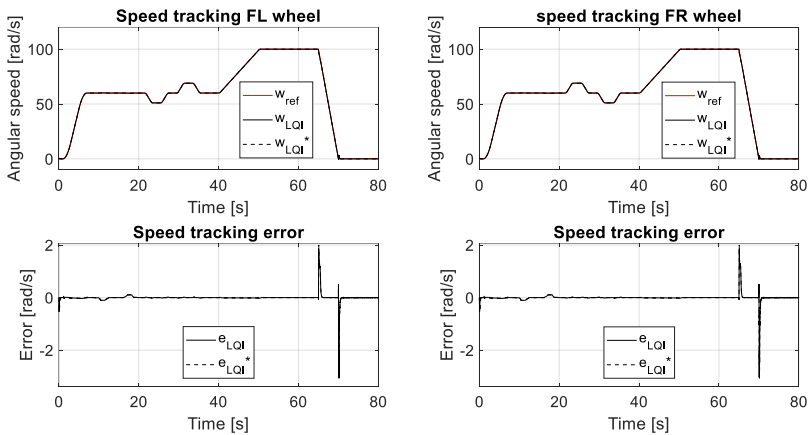 Speed tracking FL wheel
Angular speed [rad/s]
100
50
0
w_ref
w_LQI
w_LQI*
0 20 40 60 80
Time [s]
speed tracking FR wheel
Angular speed [rad/s]
100
50
0
w_ref
w_LQI
w_LQI*
0 20 40 60 80
Time [s]
Speed tracking error
Error [rad/s]
2
0
-2
e_LQI
e_LQI*
0 20 40 60 80
Time [s]
Speed tracking error
Error [rad/s]
2
0
-2
e_LQI
e_LQI*
0 20 40 60 80
Time [s]